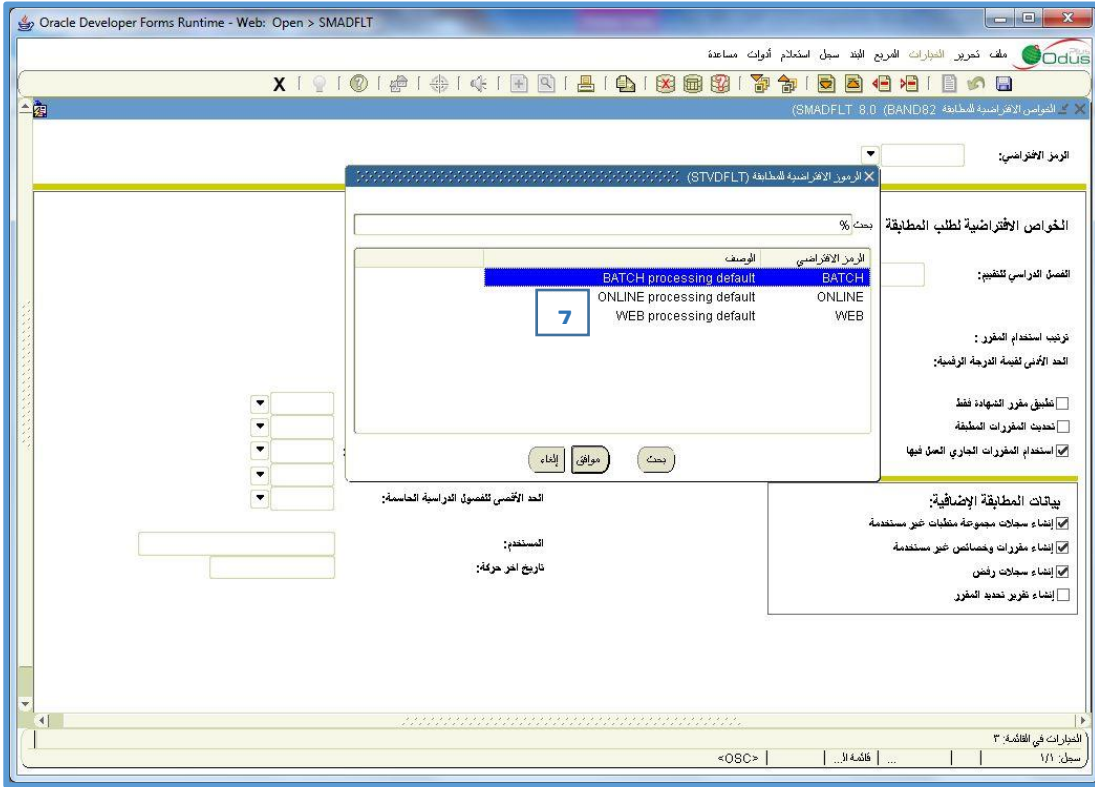 Oracle Developer Forms Runtime - Web: Open > SMADFLT
Odus Plus
ملف تحرير الخيارات المربع البند سجل استعلام أدوات مساعدة
X
الخواص الافتراضية للمطابقة SMADFLT 8.0 (BAND82)
الرمز الافتراضي:
الرموز الافتراضية للمطابقة (STVDFLT)
بحث %
الرمز الافتراضي الوصف
BATCH BATCH processing default
ONLINE ONLINE processing default
WEB WEB processing default
7
بحث موافق إلغاء
الخواص الافتراضية لطلب المطابقة
الفصل الدراسي للتقييم:
ترتيب استخدام المقرر :
الحد الأدنى لقيمة الدرجة الرقمية:
تطبيق مقرر الشهادة فقط
تحديث المقررات المطبقة
استخدام المقررات الجاري العمل فيها
الحد الأقصى للفصول الدراسية الحاسمة:
بيانات المطابقة الإضافية:
إنشاء سجلات مجموعة متطلبات غير مستخدمة
إنشاء مقررات وخصائص غير مستخدمة
إنشاء سجلات رفض
إنشاء تقرير تحديد المقرر
المستخدم:
تاريخ اخر حركة:
الخيارات في القائمة: ٣
سجل: ١/١ ... قائمة ال... <OSC>